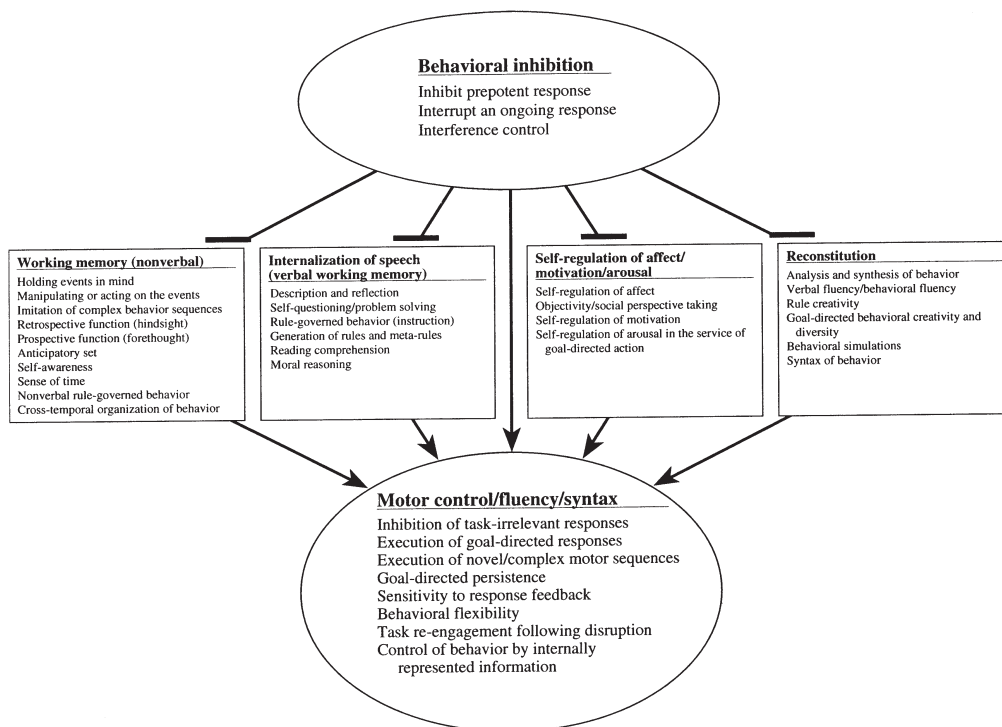 Behavioral inhibition
Inhibit prepotent response
Interrupt an ongoing response
Interference control
Working memory (nonverbal)
Holding events in mind
Manipulating or acting on the events
Imitation of complex behavior sequences
Retrospective function (hindsight)
Prospective function (forethought)
Anticipatory set
Self-awareness
Sense of time
Nonverbal rule-governed behavior
Cross-temporal organization of behavior
Internalization of speech
(verbal working memory)
Description and reflection
Self-questioning/problem solving
Rule-governed behavior (instruction)
Generation of rules and meta-rules
Reading comprehension
Moral reasoning
Self-regulation of affect/
motivation/arousal
Self-regulation of affect
Objectivity/social perspective taking
Self-regulation of motivation
Self-regulation of arousal in the service of
goal-directed action
Reconstitution
Analysis and synthesis of behavior
Verbal fluency/behavioral fluency
Rule creativity
Goal-directed behavioral creativity and
diversity
Behavioral simulations
Syntax of behavior
Motor control/fluency/syntax
Inhibition of task-irrelevant responses
Execution of goal-directed responses
Execution of novel/complex motor sequences
Goal-directed persistence
Sensitivity to response feedback
Behavioral flexibility
Task re-engagement following disruption
Control of behavior by internally
represented information